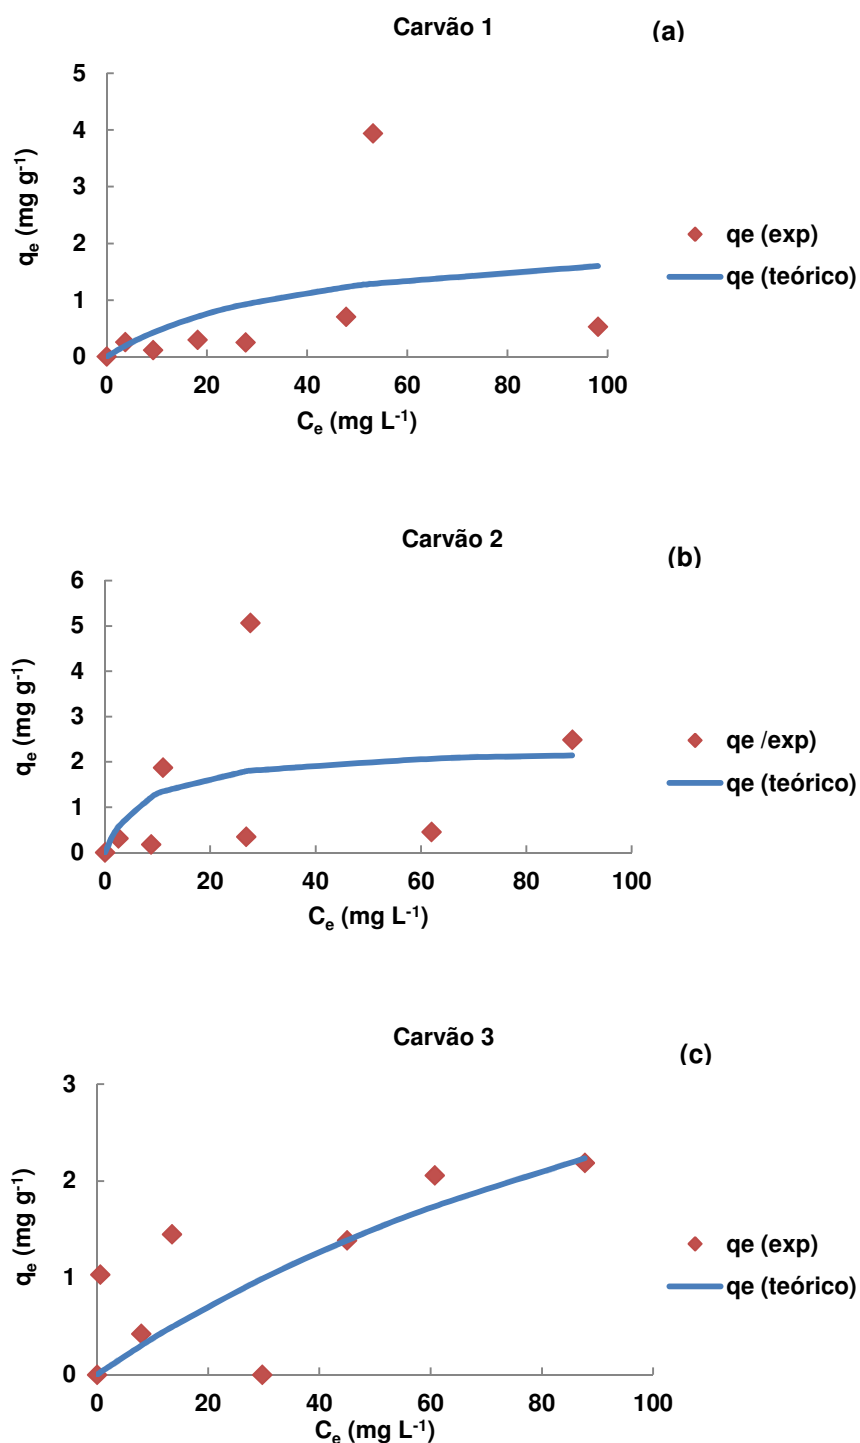 Carvão 1
(a)
5
4
3
2
1
0
qe (mg g-1)
0 20 40 60 80 100
Ce (mg L-1)
qe (exp)
qe (teórico)
Carvão 2
(b)
6
5
4
3
2
1
0
qe (mg g-1)
0 20 40 60 80 100
Ce (mg L-1)
qe /exp)
qe (teórico)
Carvão 3
(c)
3
2
1
0
qe (mg g-1)
0 20 40 60 80 100
Ce (mg L-1)
qe (exp)
qe (teórico)